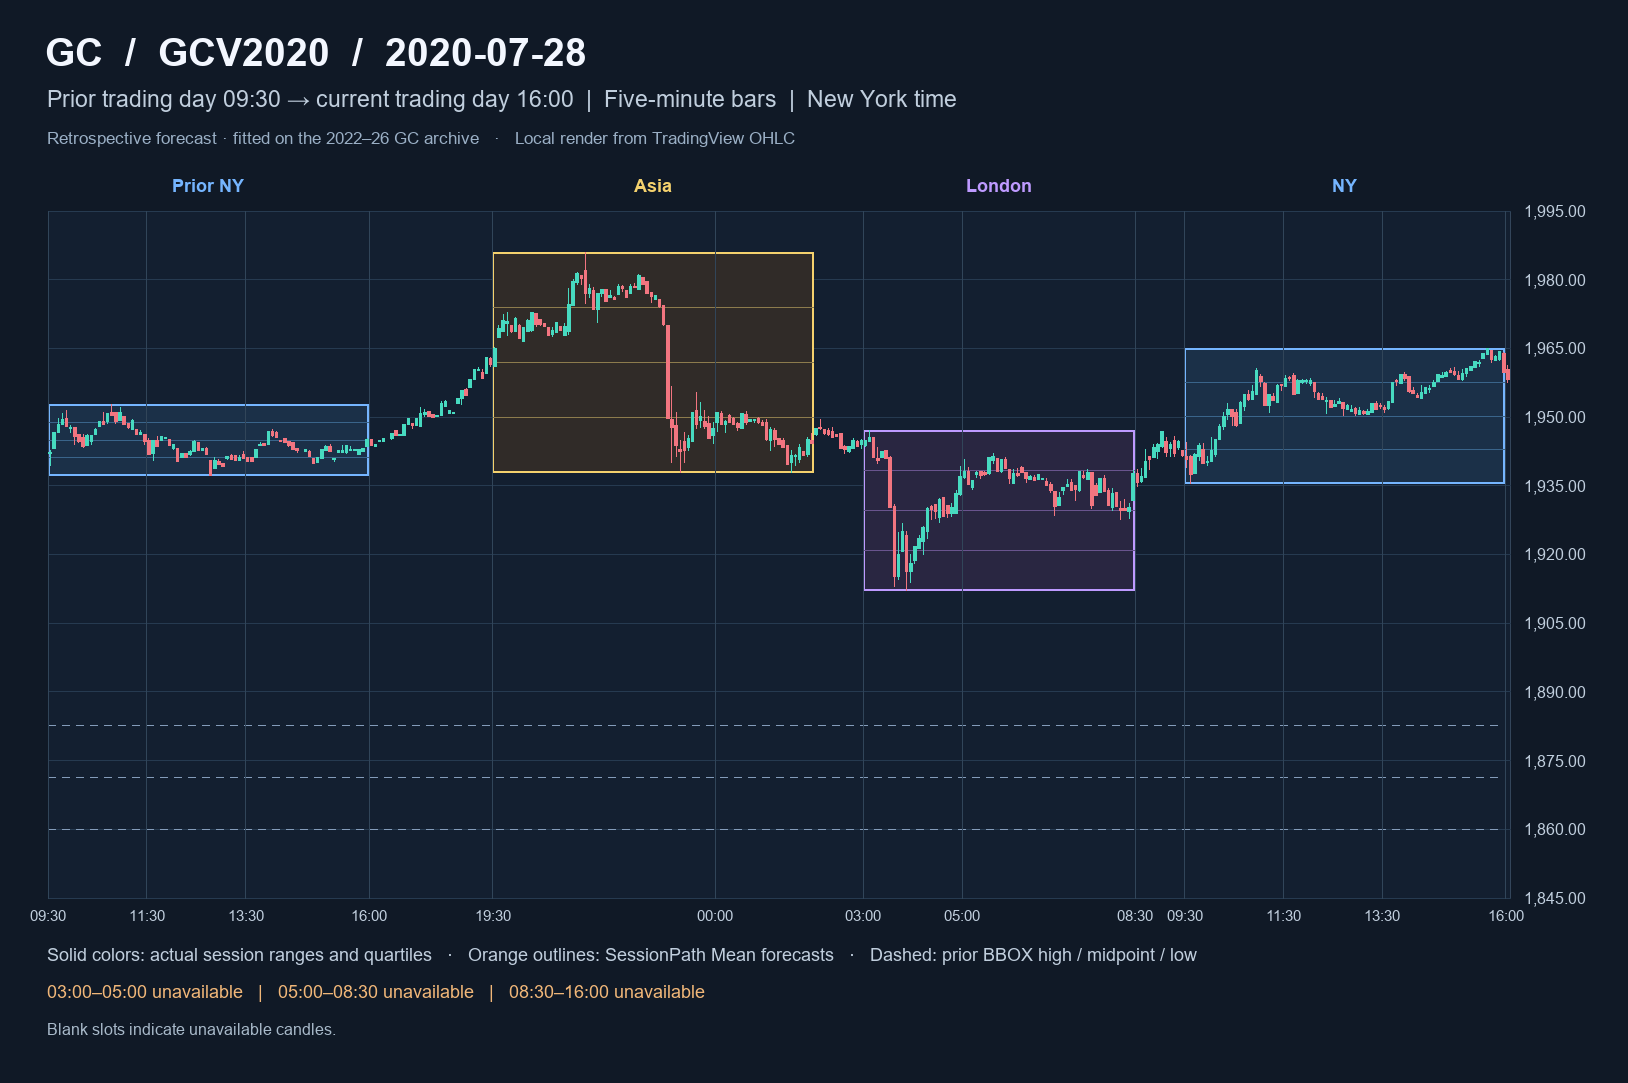 GC / GCV2020 / 2020-07-28
Prior trading day 09:30 → current trading day 16:00 | Five-minute bars | New York time
Retrospective forecast · fitted on the 2022–26 GC archive · Local render from TradingView OHLC
Prior NY Asia London NY
1,995.00
1,980.00
1,965.00
1,950.00
1,935.00
1,920.00
1,905.00
1,890.00
1,875.00
1,860.00
1,845.00
09:30 11:30 13:30 16:00 19:30 00:00 03:00 05:00 08:30 09:30 11:30 13:30 16:00
Solid colors: actual session ranges and quartiles · Orange outlines: SessionPath Mean forecasts · Dashed: prior BBOX high / midpoint / low
03:00–05:00 unavailable | 05:00–08:30 unavailable | 08:30–16:00 unavailable
Blank slots indicate unavailable candles.